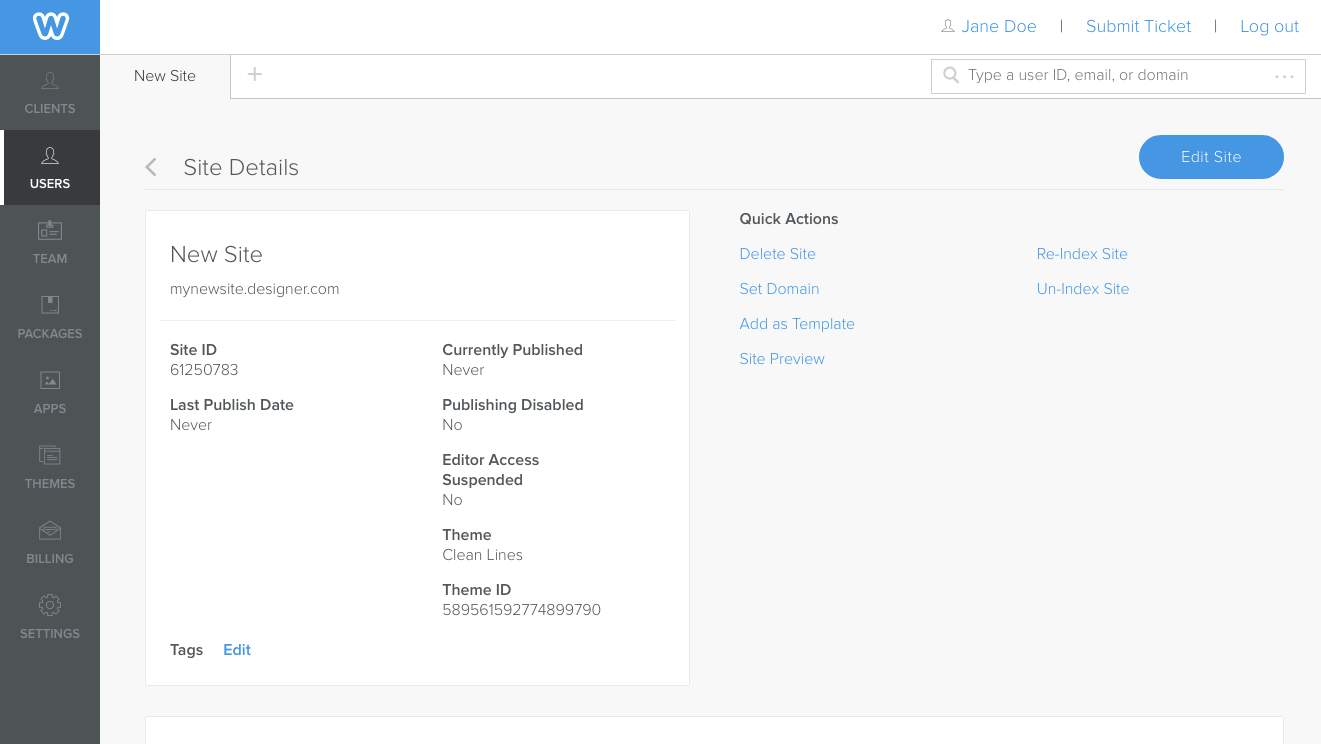 Jane Doe | Submit Ticket | Log out
New Site
Type a user ID, email, or domain
CLIENTS
USERS
TEAM
PACKAGES
APPS
THEMES
BILLING
SETTINGS
Site Details
Edit Site
New Site
mynewsite.designer.com
Site ID
61250783
Last Publish Date
Never
Currently Published
Never
Publishing Disabled
No
Editor Access
Suspended
No
Theme
Clean Lines
Theme ID
589561592774899790
Tags Edit
Quick Actions
Delete Site
Set Domain
Add as Template
Site Preview
Re-Index Site
Un-Index Site